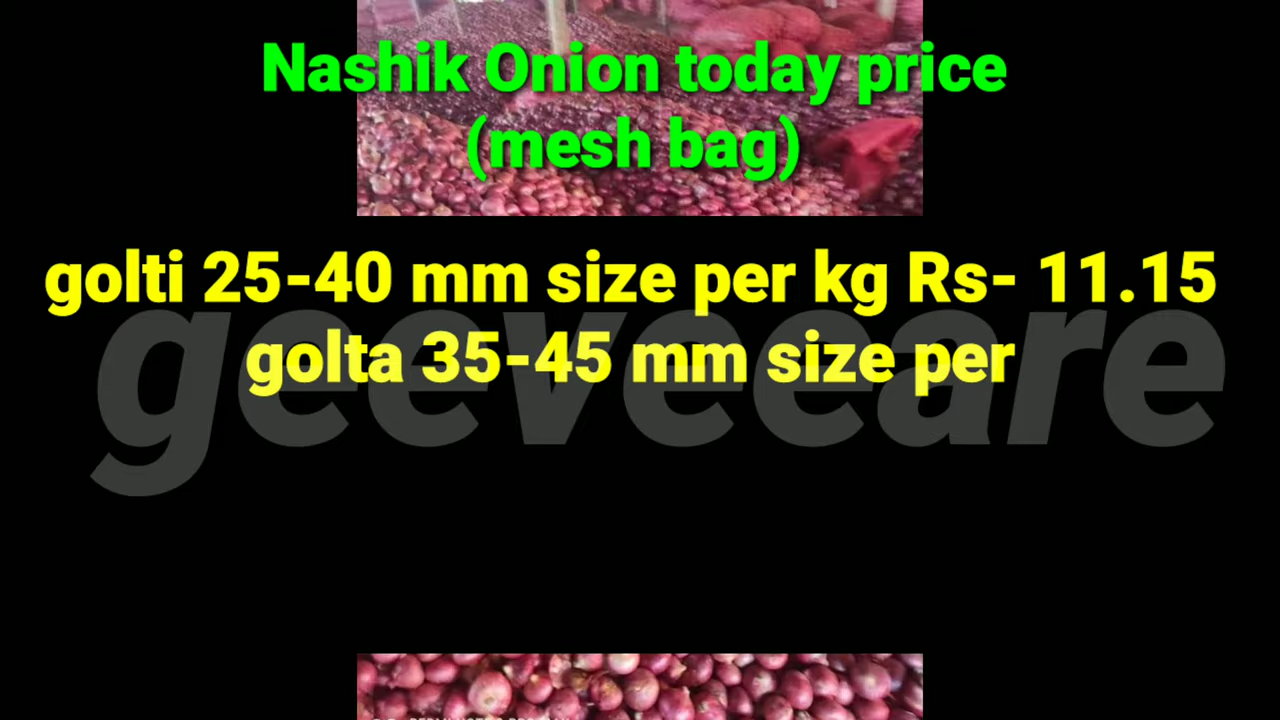 Nashik Onion today price
(mesh bag)
golti 25-40 mm size per kg Rs- 11.15
golta 35-45 mm size per
geeveeare